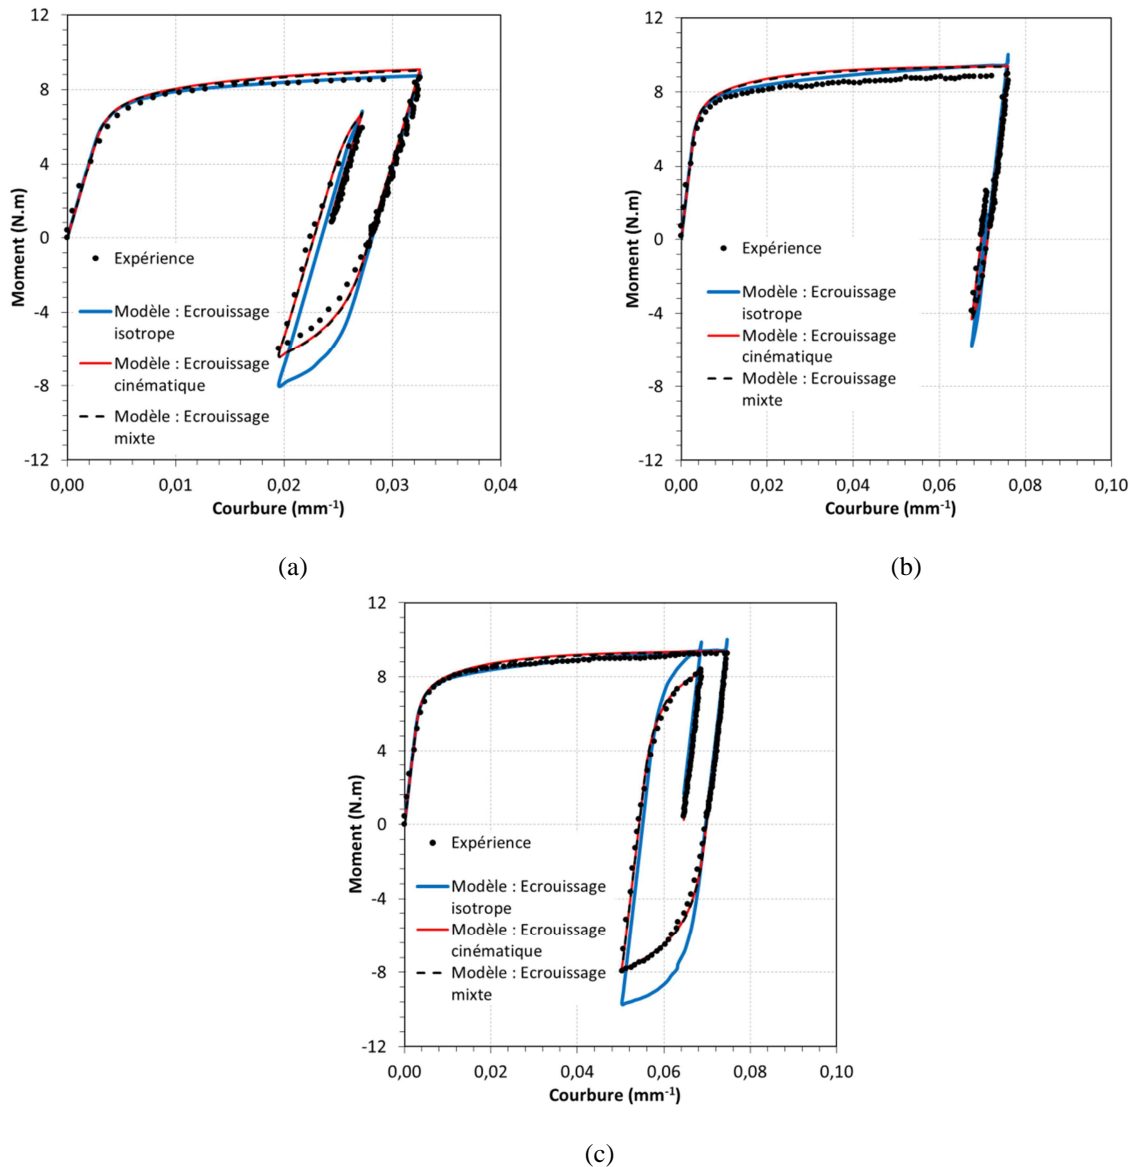 12
8
4
0
-4
-8
-12
Moment (N.m)
Expérience
Modèle : Ecrouissage
isotrope
Modèle : Ecrouissage
cinématique
Modèle : Ecrouissage
mixte
0,00 0,01 0,02 0,03 0,04
Courbure (mm-1)
(a)
12
8
4
0
-4
-8
-12
Moment (N.m)
Expérience
Modèle : Ecrouissage
isotrope
Modèle : Ecrouissage
cinématique
Modèle : Ecrouissage
mixte
0,00 0,02 0,04 0,06 0,08 0,10
Courbure (mm-1)
(b)
12
8
4
0
-4
-8
-12
Moment (N.m)
Expérience
Modèle : Ecrouissage
isotrope
Modèle : Ecrouissage
cinématique
Modèle : Ecrouissage
mixte
0,00 0,02 0,04 0,06 0,08 0,10
Courbure (mm-1)
(c)